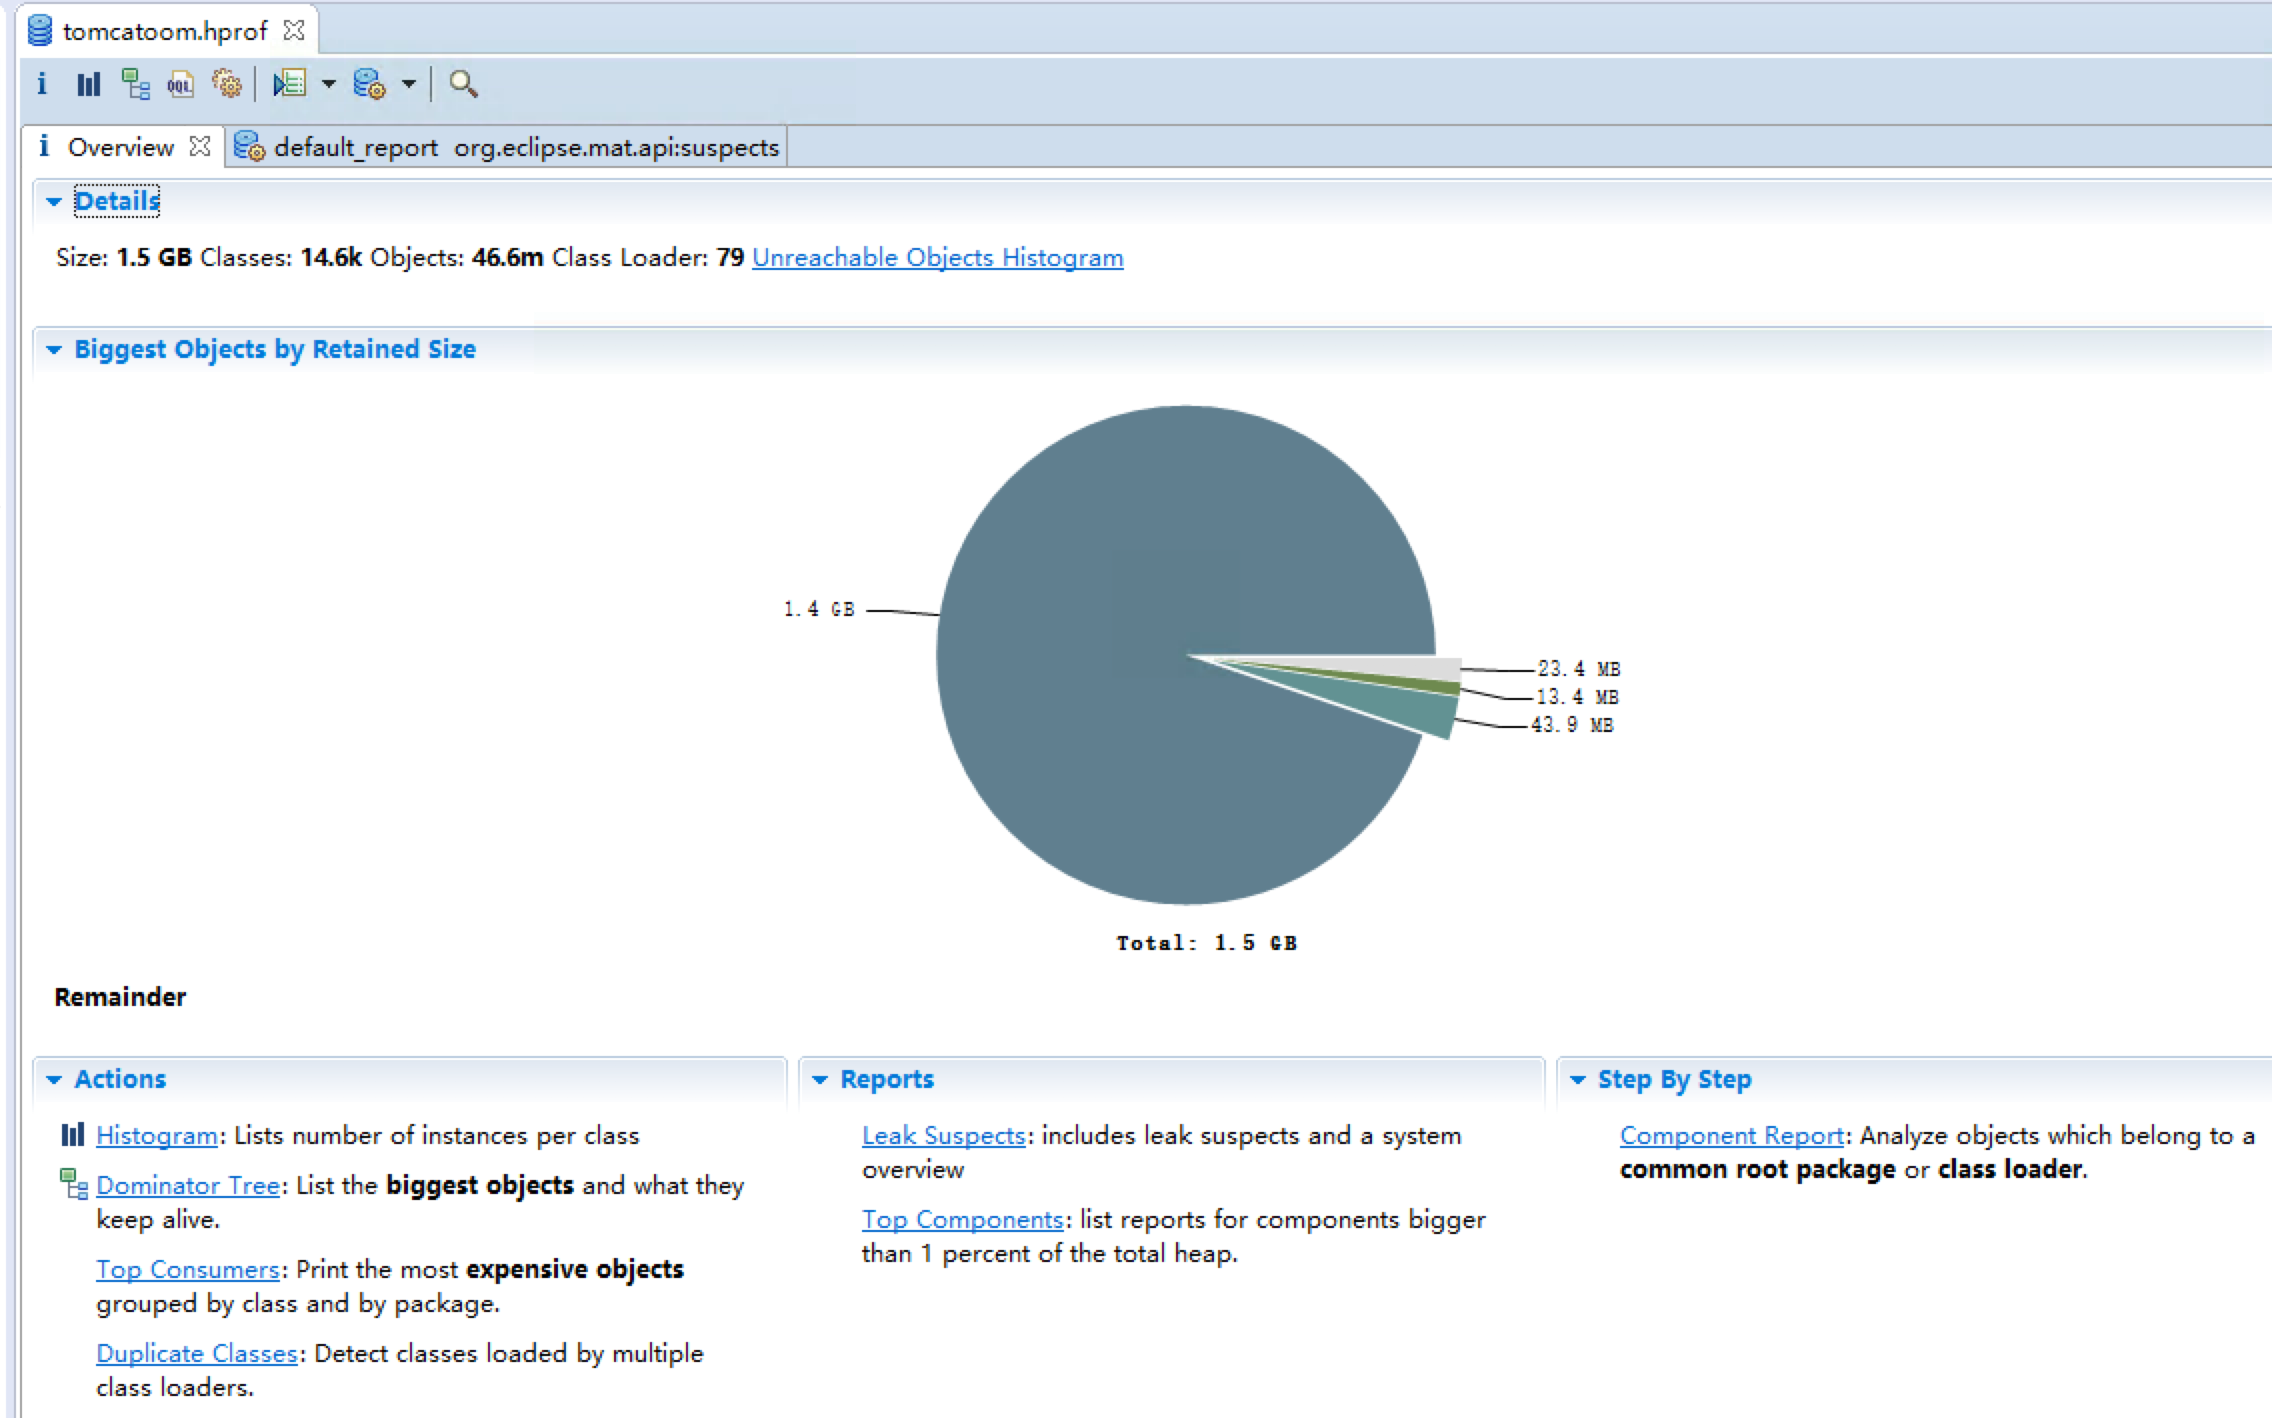 tomcatoom.hprof
i Overview default_report org.eclipse.mat.api:suspects
Details
Size: 1.5 GB Classes: 14.6k Objects: 46.6m Class Loader: 79 Unreachable Objects Histogram
Biggest Objects by Retained Size
1.4 GB
23.4 MB
13.4 MB
43.9 MB
Total: 1.5 GB
Remainder
Actions
Histogram: Lists number of instances per class
Dominator Tree: List the biggest objects and what they
keep alive.
Top Consumers: Print the most expensive objects
grouped by class and by package.
Duplicate Classes: Detect classes loaded by multiple
class loaders.
Reports
Leak Suspects: includes leak suspects and a system
overview
Top Components: list reports for components bigger
than 1 percent of the total heap.
Step By Step
Component Report: Analyze objects which belong to a
common root package or class loader.